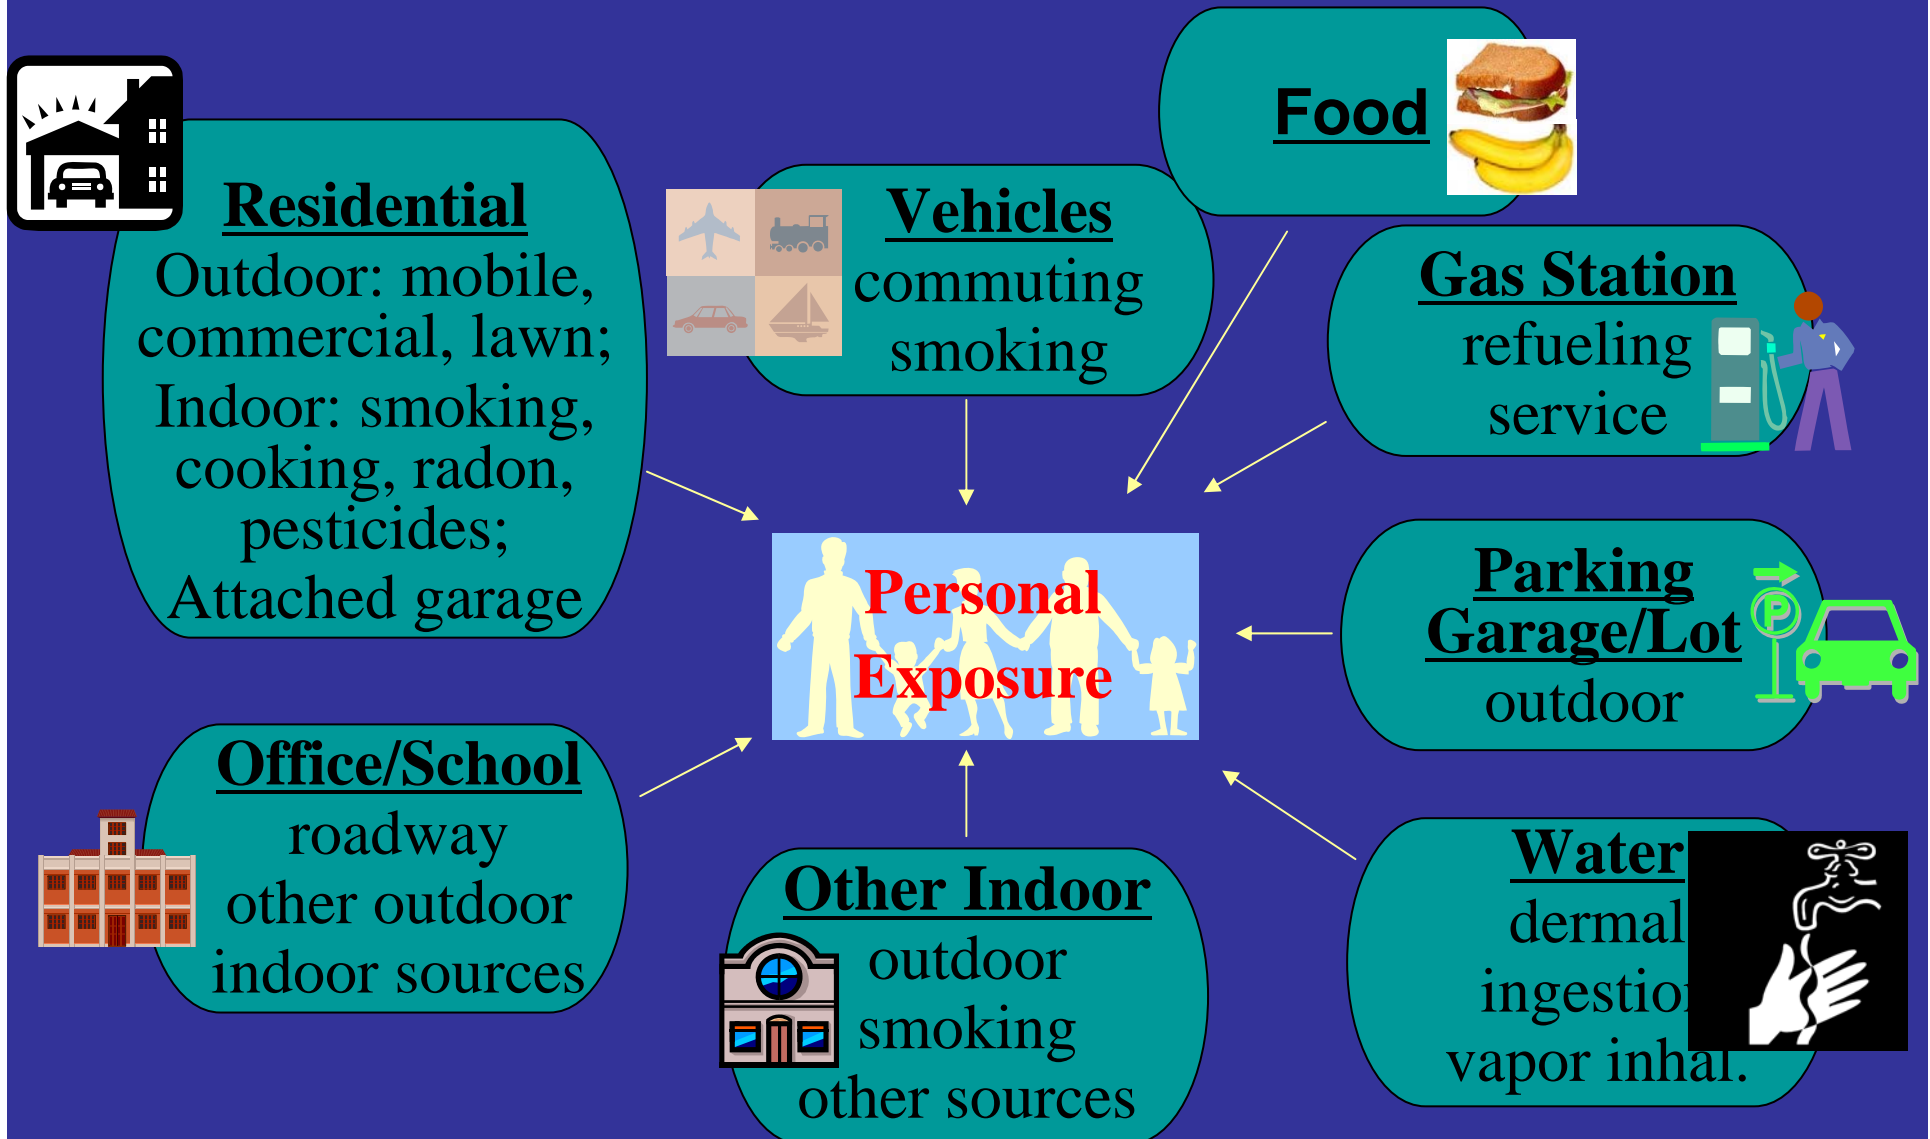 Food
Residential
Outdoor: mobile,
commercial, lawn;
Indoor: smoking,
cooking, radon,
pesticides;
Attached garage
Vehicles
commuting
smoking
Gas Station
refueling
service
Personal
Exposure
Parking
Garage/Lot
outdoor
P
Office/School
roadway
other outdoor
indoor sources
Other Indoor
outdoor
smoking
other sources
Water
dermal
vapor inhal.